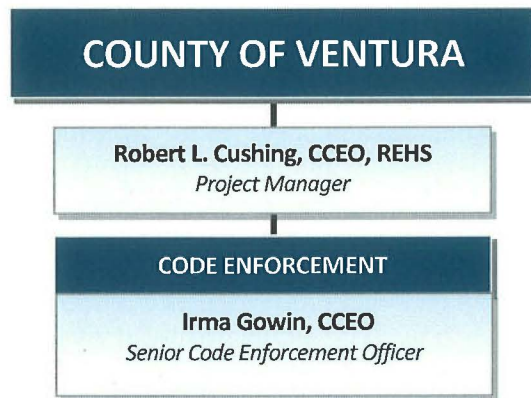 COUNTY OF VENTURA
Robert L. Cushing, CCEO, REHS
Project Manager
CODE ENFORCEMENT
Irma Gowin, CCEO
Senior Code Enforcement Officer